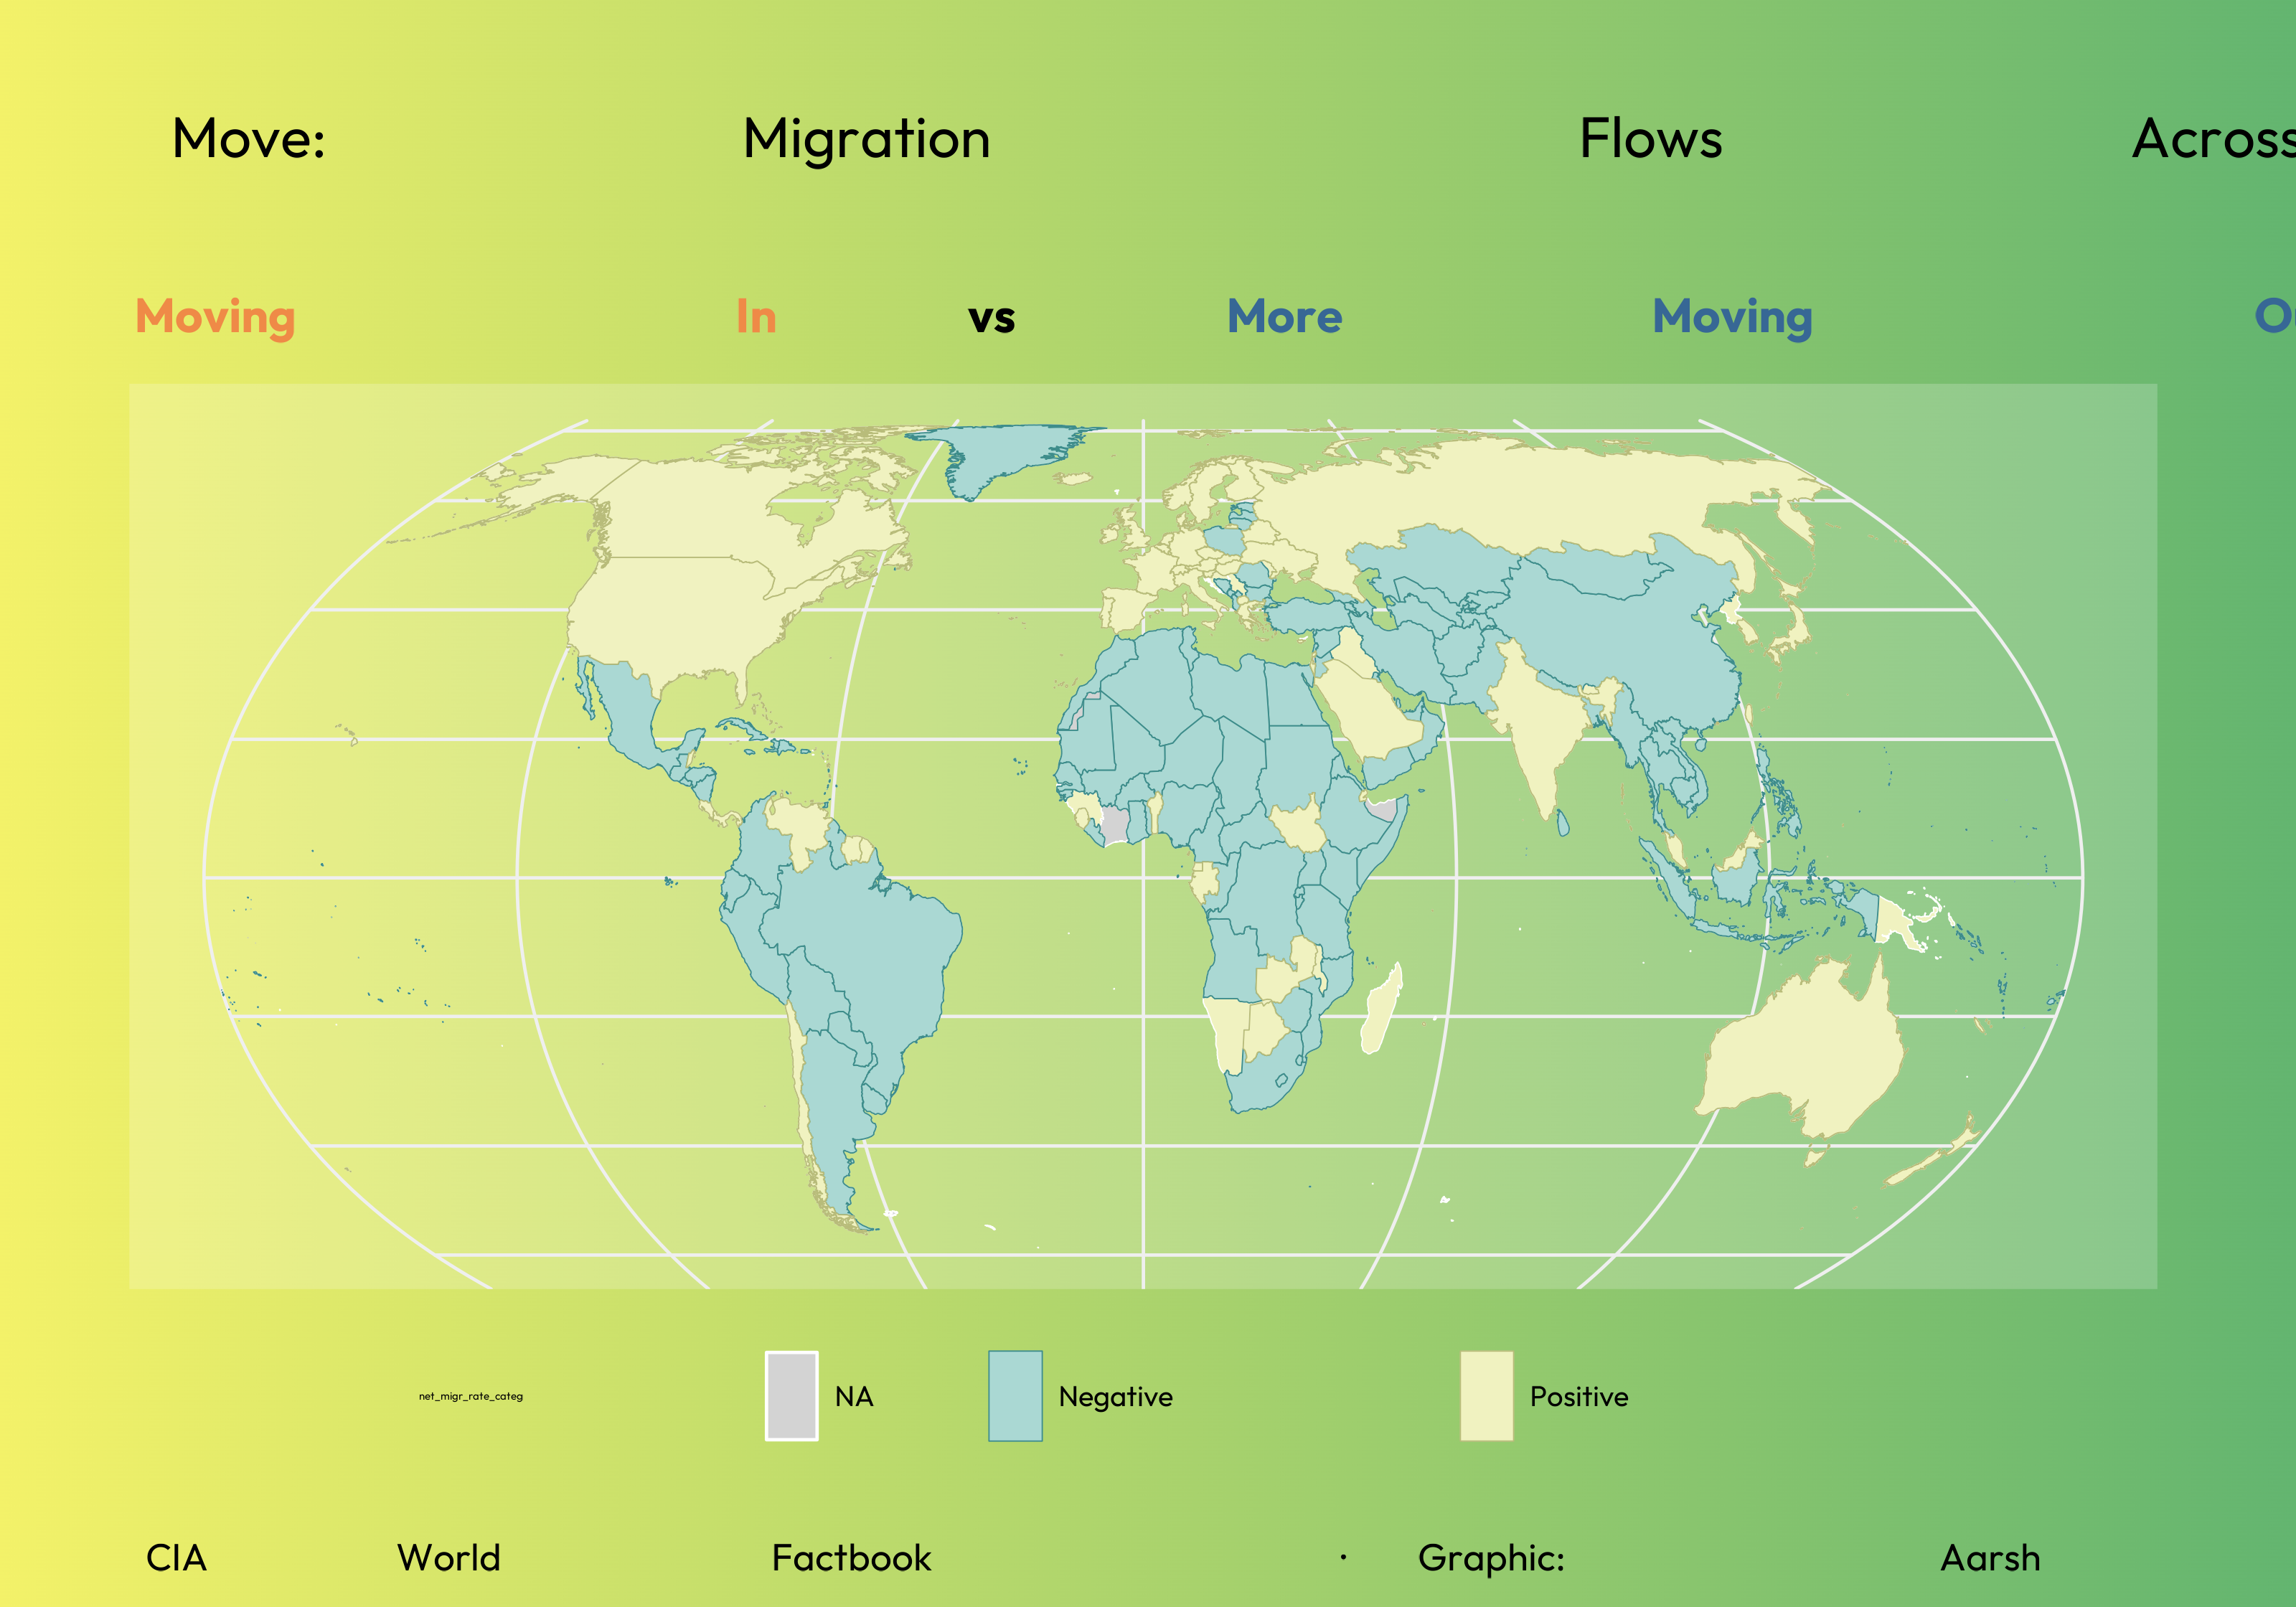 Move: Migration Flows Across
Moving In vs More Moving
net_migr_rate_categ NA Negative Positive
CIA World Factbook · Graphic: Aarsh